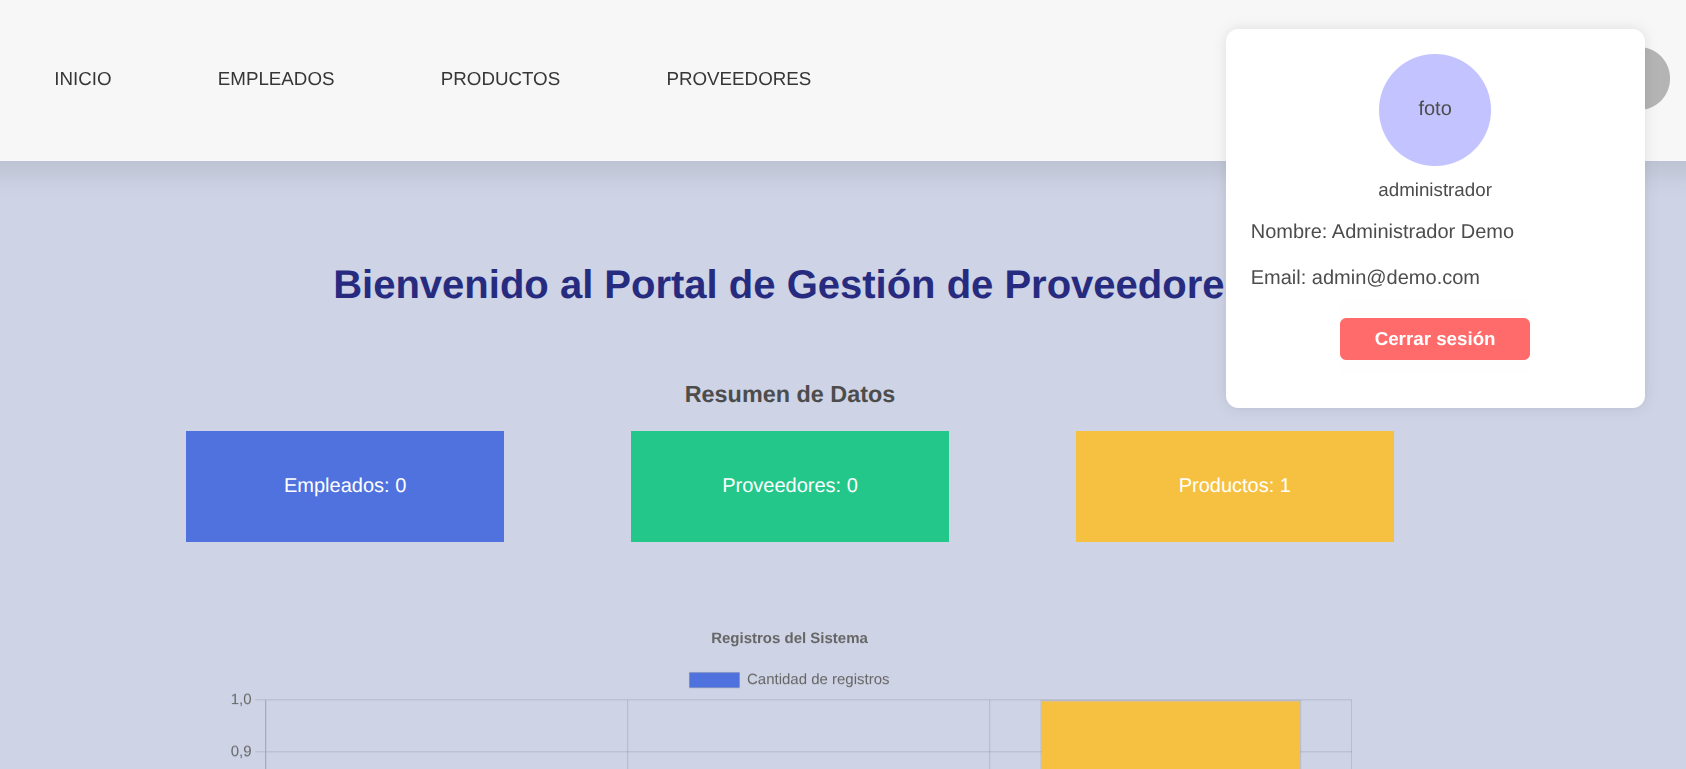 INICIO EMPLEADOS PRODUCTOS PROVEEDORES
foto
administrador
Nombre: Administrador Demo
Email: admin@demo.com
Cerrar sesión
Bienvenido al Portal de Gestión de Proveedore
Resumen de Datos
Empleados: 0
Proveedores: 0
Productos: 1
Registros del Sistema
Cantidad de registros
1,0
0,9